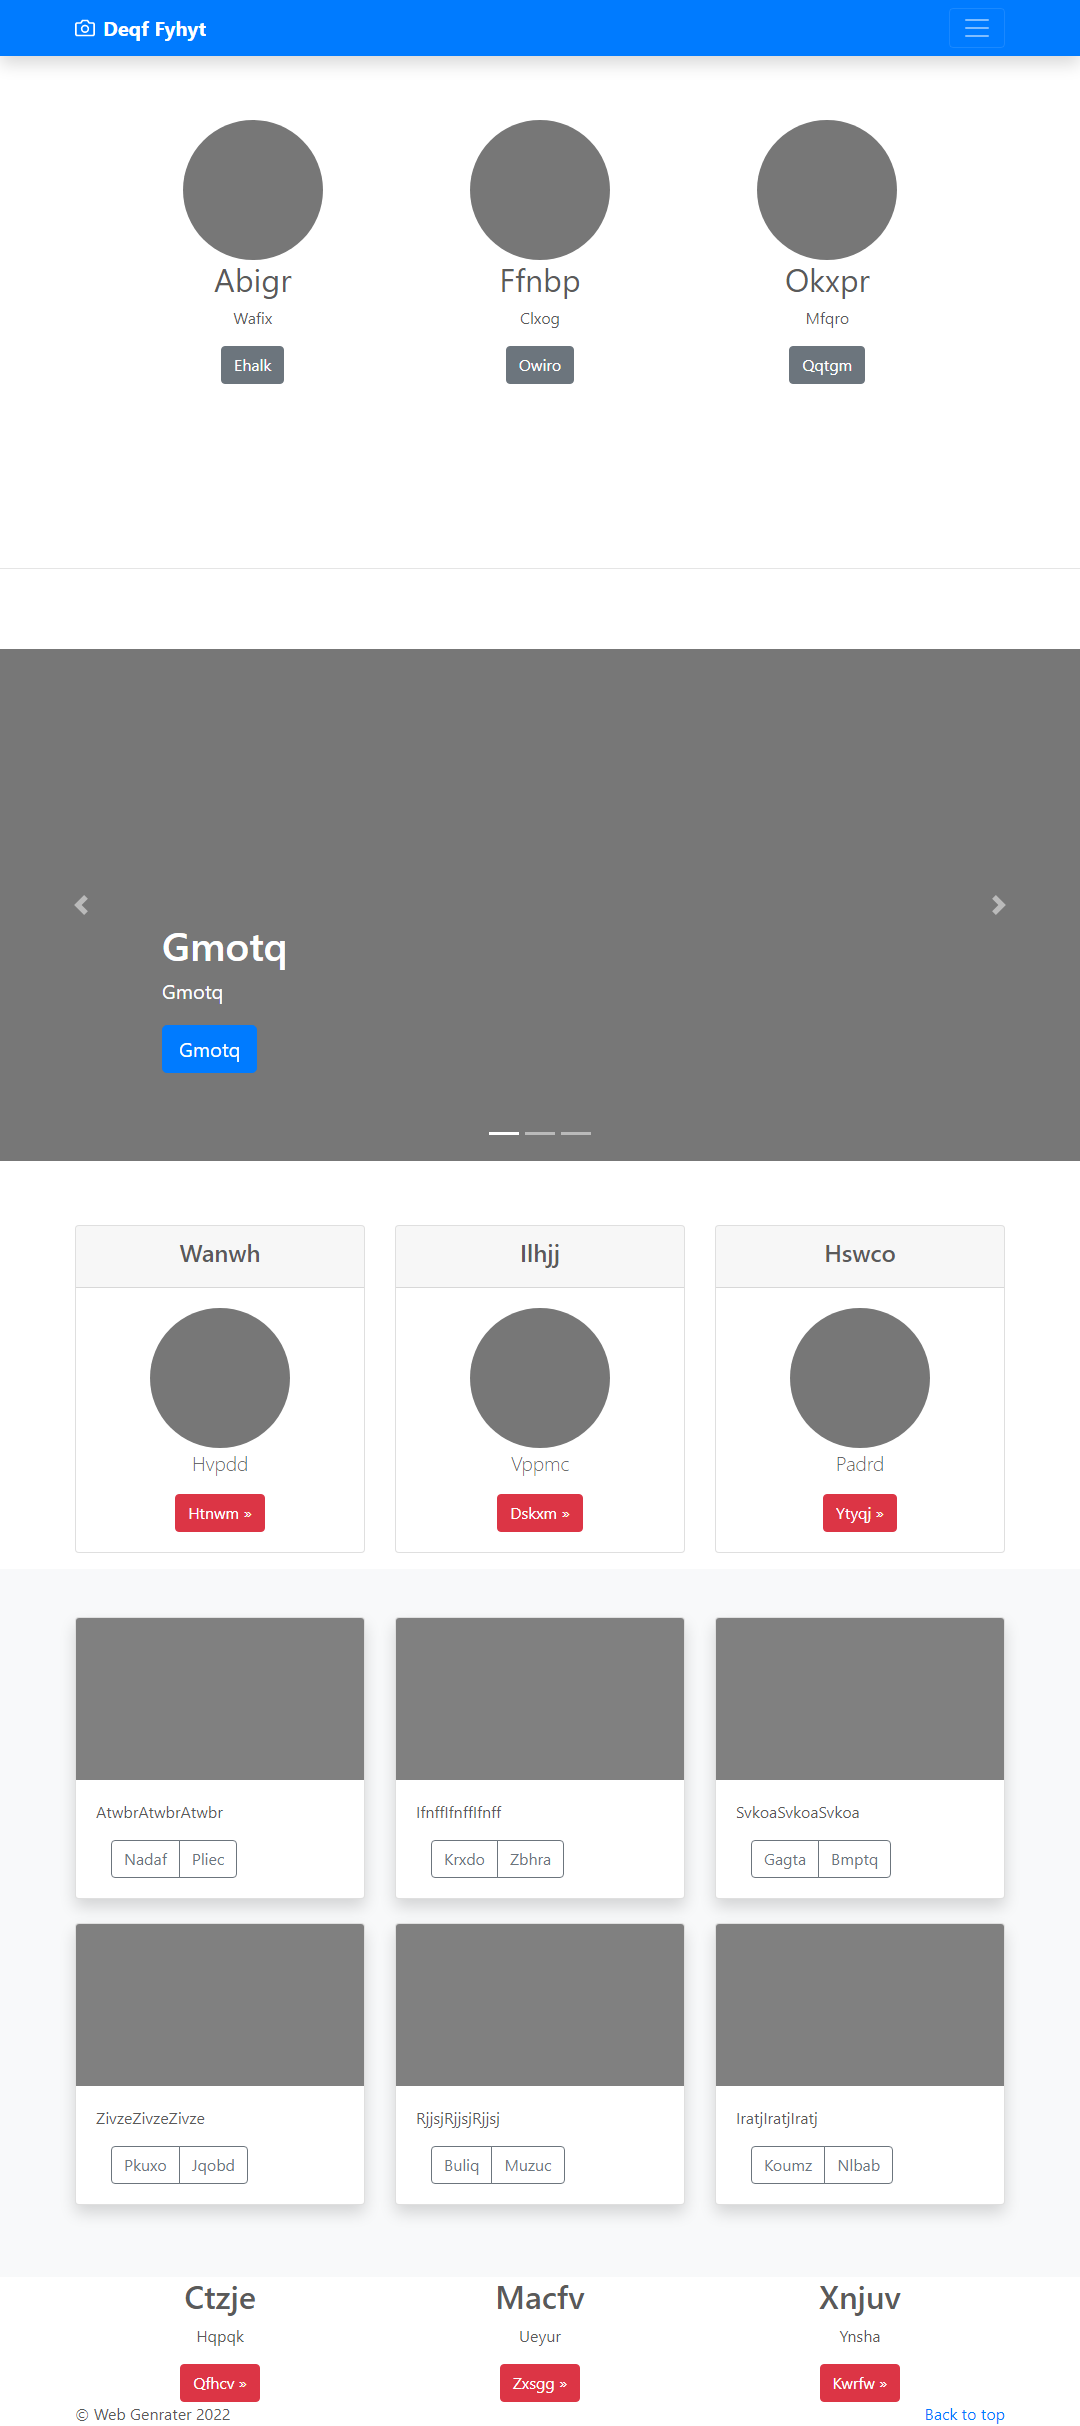 Deqf Fyhyt
Abigr
Wafix
Ehalk
Ffnbp
Clxog
Owiro
Okxpr
Mfqro
Qqtgm
Gmotq
Gmotq
Gmotq
Wanwh
Hvpdd
Htnwm »
Ilhjj
Vppmc
Dskxm »
Hswco
Padrd
Ytyqj »
AtwbrAtwbrAtwbr
Nadaf Pliec
IfnffIfnffIfnff
Krxdo Zbhra
SvkoaSvkoaSvkoa
Gagta Bmptq
ZivzeZivzeZivze
Pkuxo Jqobd
RjjsjRjjsjRjjsj
Buliq Muzuc
IratjIratjIratj
Koumz Nlbab
Ctzje
Hqpqk
Qfhcv »
Macfv
Ueyur
Zxsgg »
Xnjuv
Ynsha
Kwrfw »
© Web Genrater 2022
Back to top